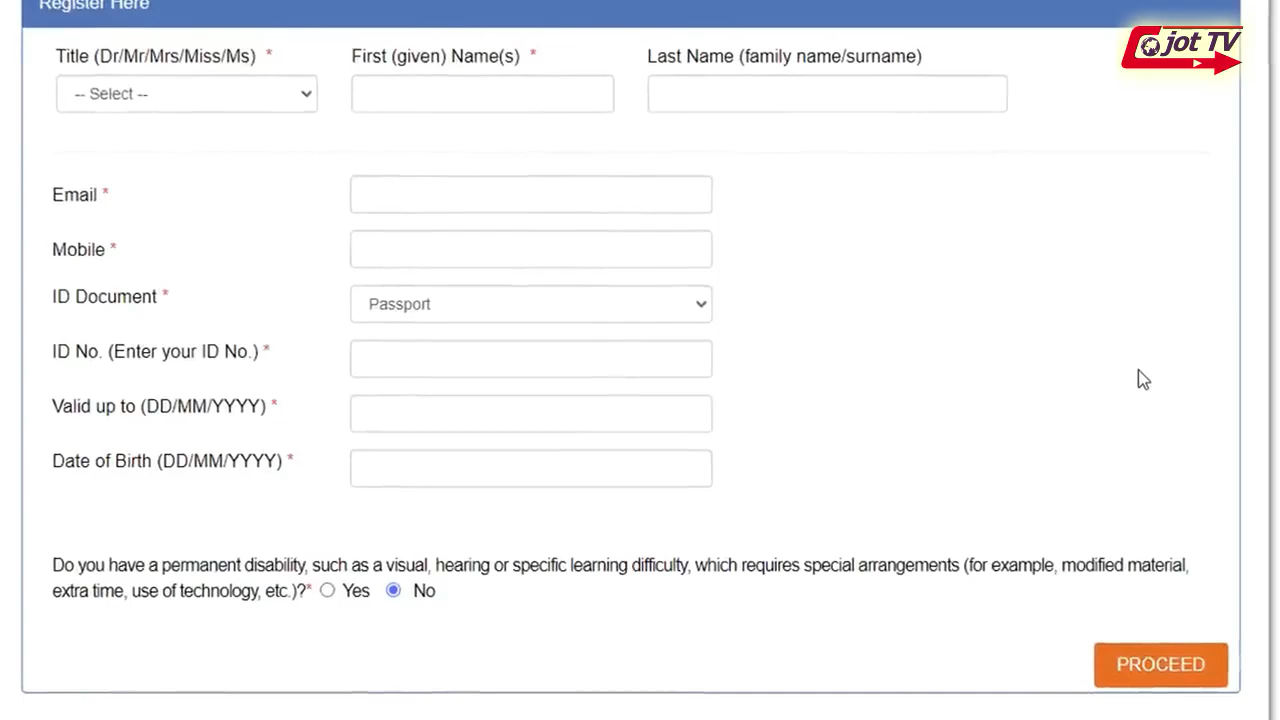 Register Here
jot TV
Title (Dr/Mr/Mrs/Miss/Ms) * First (given) Name(s) * Last Name (family name/surname)
-- Select --
Email *
Mobile *
ID Document * Passport
ID No. (Enter your ID No.) *
Valid up to (DD/MM/YYYY) *
Date of Birth (DD/MM/YYYY) *
Do you have a permanent disability, such as a visual, hearing or specific learning difficulty, which requires special arrangements (for example, modified material,
extra time, use of technology, etc.)?* Yes No
PROCEED